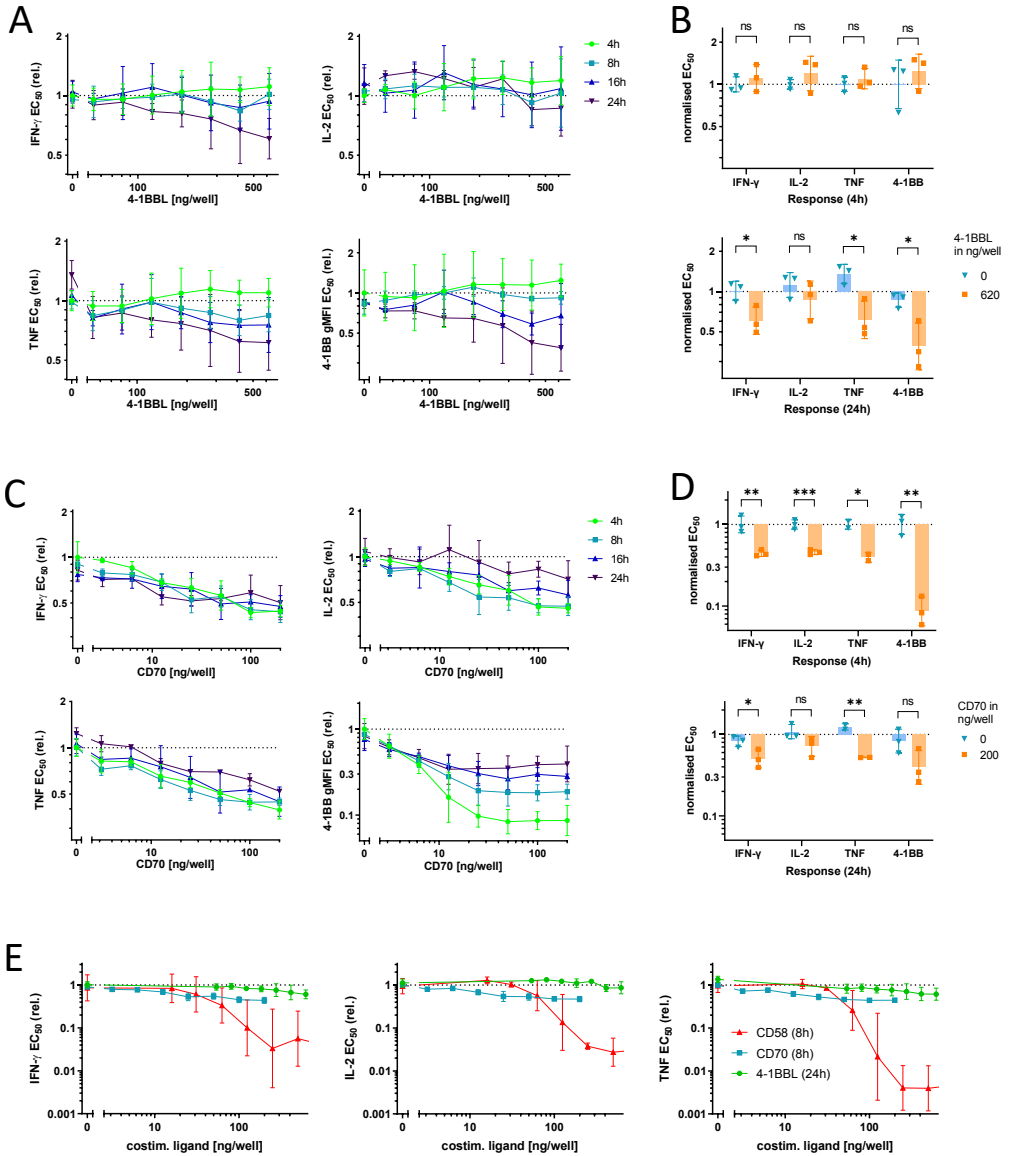 A
IFN-γ EC50 (rel.)
2
1
0.5
0
100
500
4-1BBL [ng/well]
IL-2 EC50 (rel.)
2
1
0.5
0
100
500
4-1BBL [ng/well]
4h
8h
16h
24h
TNF EC50 (rel.)
2
1
0.5
0
100
500
4-1BBL [ng/well]
4-1BB gMFI EC50 (rel.)
2
1
0.5
0
100
500
4-1BBL [ng/well]
B
normalised EC50
2
1
0.5
ns
ns
ns
ns
IFN-γ
IL-2
TNF
4-1BB
Response (4h)
normalised EC50
2
1
0.5
*
ns
*
*
IFN-γ
IL-2
TNF
4-1BB
Response (24h)
4-1BBL
in ng/well
0
620
C
IFN-γ EC50 (rel.)
2
1
0.5
0
10
100
CD70 [ng/well]
IL-2 EC50 (rel.)
2
1
0.5
0
10
100
CD70 [ng/well]
4h
8h
16h
24h
TNF EC50 (rel.)
2
1
0.5
0
10
100
CD70 [ng/well]
4-1BB gMFI EC50 (rel.)
1
0.3
0.1
0
10
100
CD70 [ng/well]
D
normalised EC50
1
0.3
0.1
**
***
*
**
IFN-γ
IL-2
TNF
4-1BB
Response (4h)
normalised EC50
1
0.3
0.1
*
ns
**
ns
IFN-γ
IL-2
TNF
4-1BB
Response (24h)
CD70 in
ng/well
0
200
E
IFN-γ EC50 (rel.)
1
0.1
0.01
0.001
0
10
100
costim. ligand [ng/well]
IL-2 EC50 (rel.)
1
0.1
0.01
0.001
0
10
100
costim. ligand [ng/well]
TNF EC50 (rel.)
1
0.1
0.01
0.001
0
10
100
costim. ligand [ng/well]
CD58 (8h)
CD70 (8h)
4-1BBL (24h)